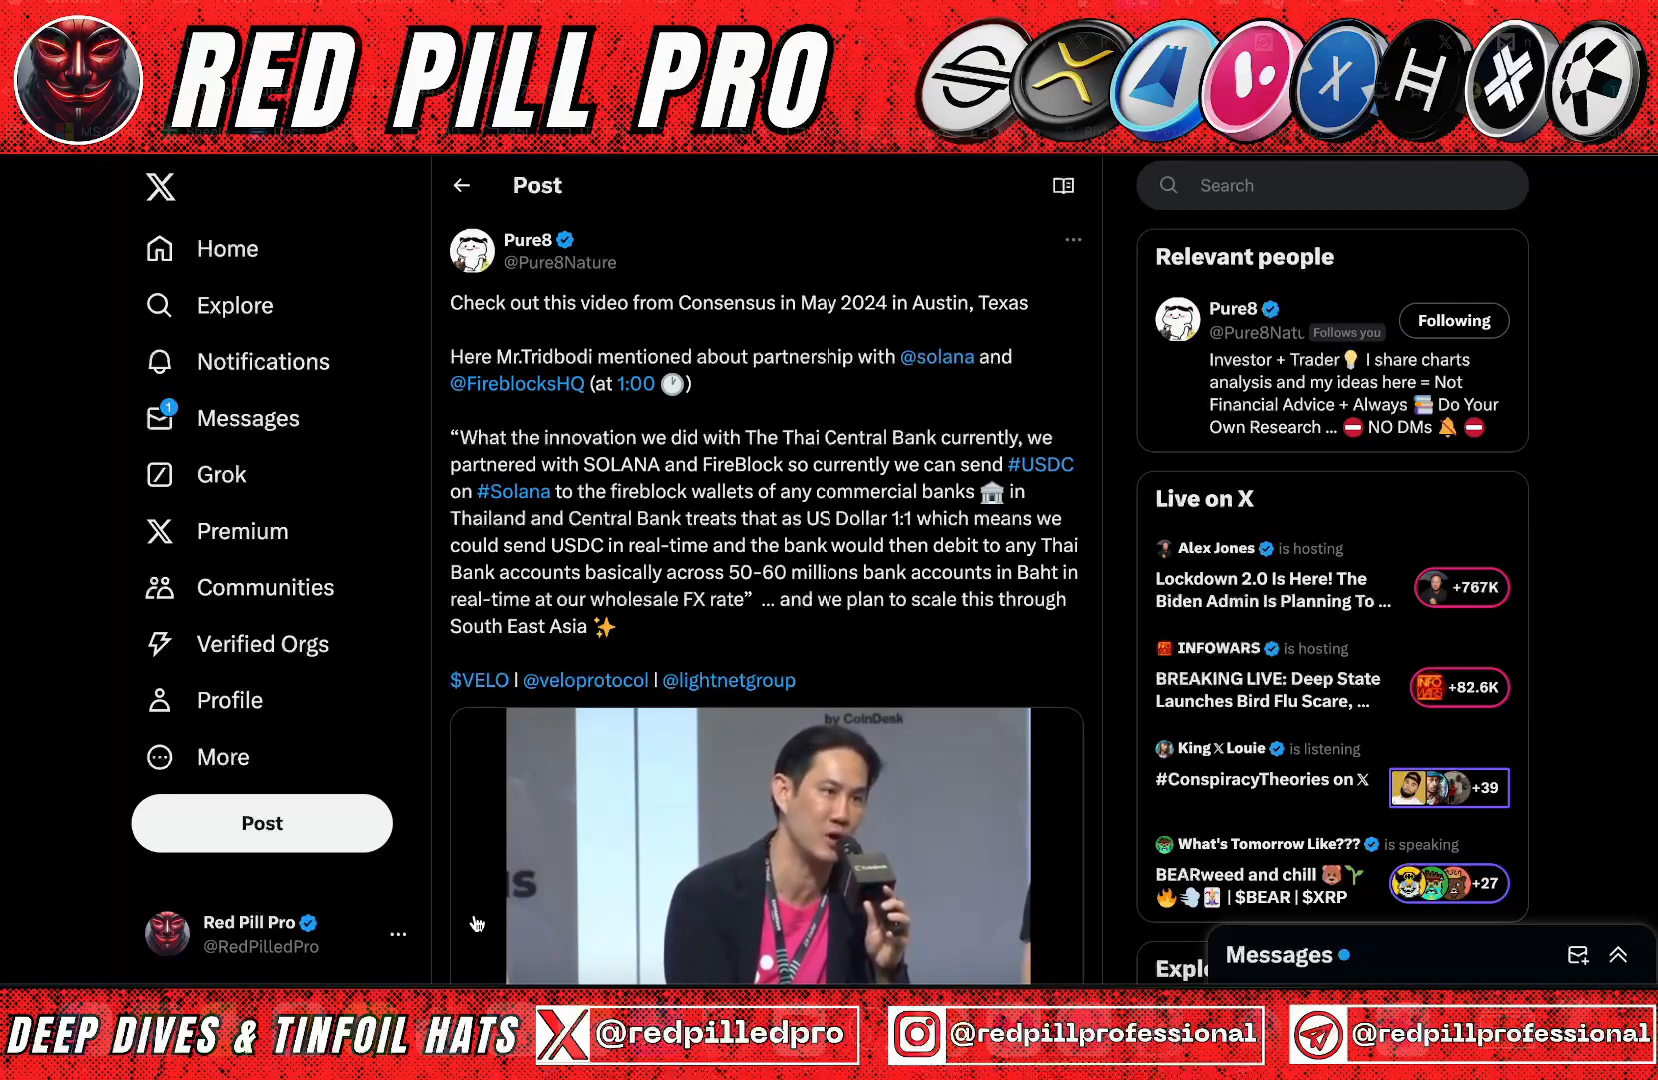 RED PILL PRO
Post
Search
Home
Explore
Notifications
1
Messages
Grok
Premium
Communities
Verified Orgs
Profile
More
Post
Red Pill Pro
@RedPilledPro
Pure8
@Pure8Nature
Check out this video from Consensus in May 2024 in Austin, Texas
Here Mr.Tridbodi mentioned about partnership with @solana and
@FireblocksHQ (at 1:00 🕐)
“What the innovation we did with The Thai Central Bank currently, we
partnered with SOLANA and FireBlock so currently we can send #USDC
on #Solana to the fireblock wallets of any commercial banks 🏦 in
Thailand and Central Bank treats that as US Dollar 1:1 which means we
could send USDC in real-time and the bank would then debit to any Thai
Bank accounts basically across 50-60 millions bank accounts in Baht in
real-time at our wholesale FX rate” ... and we plan to scale this through
South East Asia ✨
$VELO | @veloprotocol | @lightnetgroup
by CoinDesk
CoinDesk
Relevant people
Pure8
@Pure8Natu Follows you
Following
Investor + Trader💡 I share charts
analysis and my ideas here = Not
Financial Advice + Always 📚 Do Your
Own Research ... ⛔ NO DMs 🔕 ⛔
Live on X
Alex Jones is hosting
Lockdown 2.0 Is Here! The
Biden Admin Is Planning To ...
+767K
INFOWARS is hosting
BREAKING LIVE: Deep State
Launches Bird Flu Scare, ...
+82.6K
King X Louie is listening
#ConspiracyTheories on X
+39
What's Tomorrow Like??? is speaking
BEARweed and chill 🐻🌱
🔥💨🃏 | $BEAR | $XRP
+27
Messages
DEEP DIVES & TINFOIL HATS
@redpilledpro
@redpillprofessional
@redpillprofessional